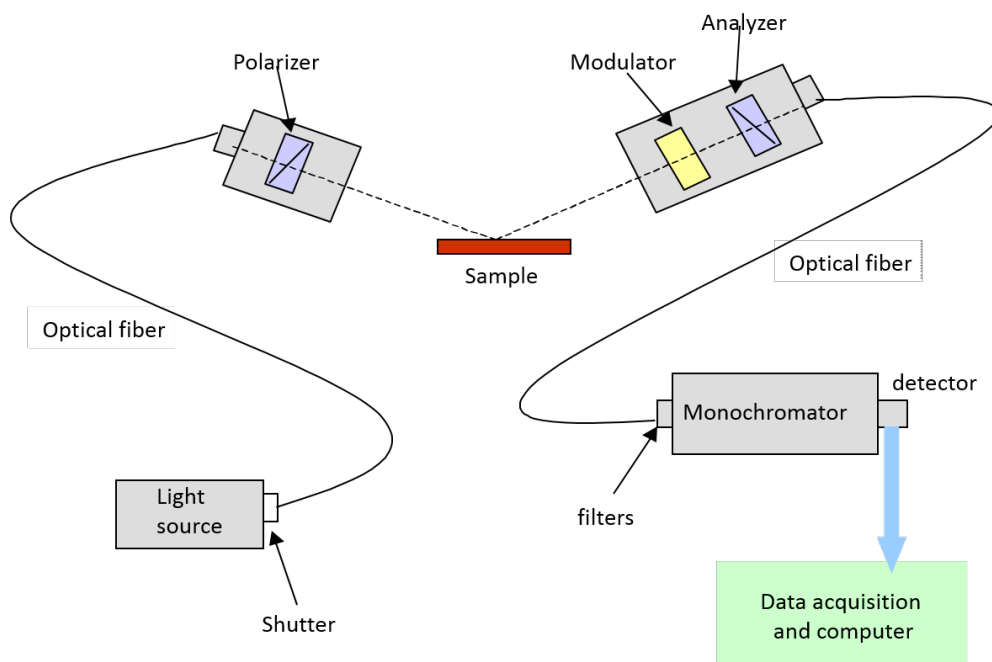 Analyzer
Polarizer
Modulator
Sample
Optical fiber
Optical fiber
detector
Monochromator
Light
source
filters
Shutter
Data acquisition
and computer